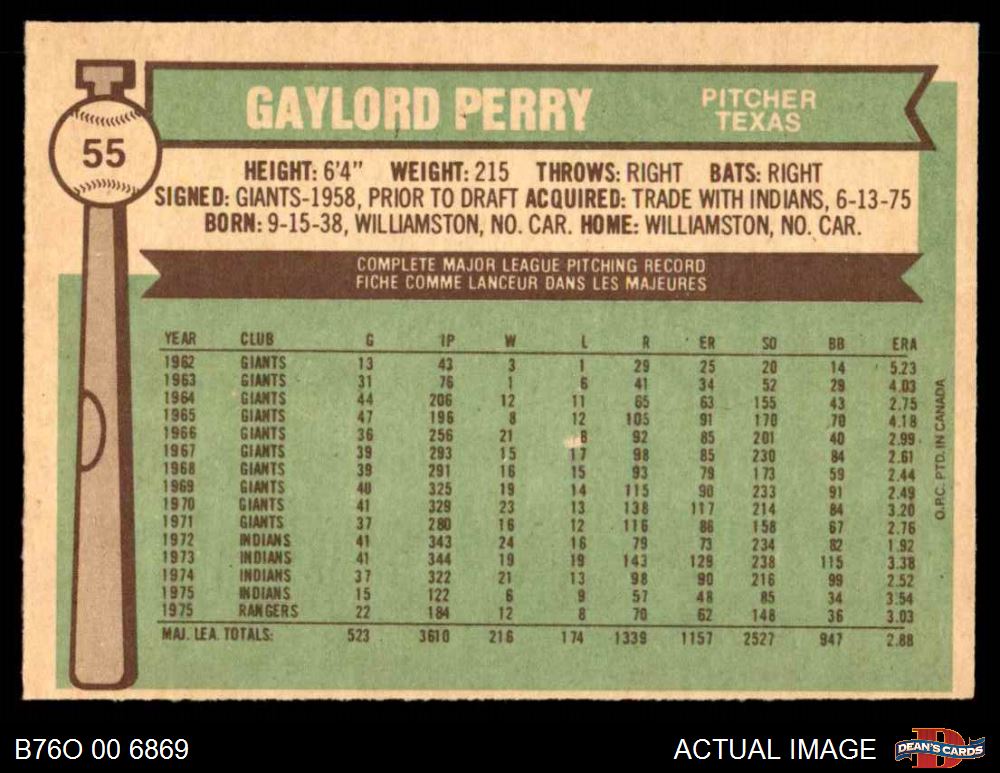 55
GAYLORD PERRY
PITCHER
TEXAS
HEIGHT: 6'4" WEIGHT: 215 THROWS: RIGHT BATS: RIGHT
SIGNED: GIANTS-1958, PRIOR TO DRAFT ACQUIRED: TRADE WITH INDIANS, 6-13-75
BORN: 9-15-38, WILLIAMSTON, NO. CAR. HOME: WILLIAMSTON, NO. CAR.
COMPLETE MAJOR LEAGUE PITCHING RECORD
FICHE COMME LANCEUR DANS LES MAJEURES
YEAR CLUB G IP W L R ER SO BB ERA
1962 GIANTS 13 43 3 1 29 25 20 14 5.23
1963 GIANTS 31 76 1 6 41 34 52 29 4.03
1964 GIANTS 44 206 12 11 65 63 155 43 2.75
1965 GIANTS 47 196 8 12 105 91 170 70 4.18
1966 GIANTS 36 256 21 8 92 85 201 40 2.99
1967 GIANTS 39 293 15 17 98 85 230 84 2.61
1968 GIANTS 39 291 16 15 93 79 173 59 2.44
1969 GIANTS 40 325 19 14 115 90 233 91 2.49
1970 GIANTS 41 329 23 13 138 117 214 84 3.20
1971 GIANTS 37 280 16 12 116 86 158 67 2.76
1972 INDIANS 41 343 24 16 79 73 234 82 1.92
1973 INDIANS 41 344 19 19 143 129 238 115 3.38
1974 INDIANS 37 322 21 13 98 90 216 99 2.52
1975 INDIANS 15 122 6 9 57 48 85 34 3.54
1975 RANGERS 22 184 12 8 70 62 148 36 3.03
MAJ. LEA. TOTALS: 523 3610 216 174 1339 1157 2527 947 2.88
O.P.C. PTD. IN CANADA
B76O 00 6869
ACTUAL IMAGE
DEAN'S CARDS